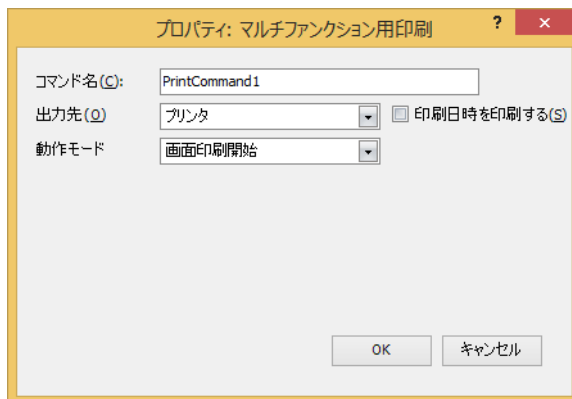 プロパティ: マルチファンクション用印刷 ?
コマンド名(C): PrintCommand1
出力先(O) プリンタ 印刷日時を印刷する(S)
動作モード 画面印刷開始
OK キャンセル